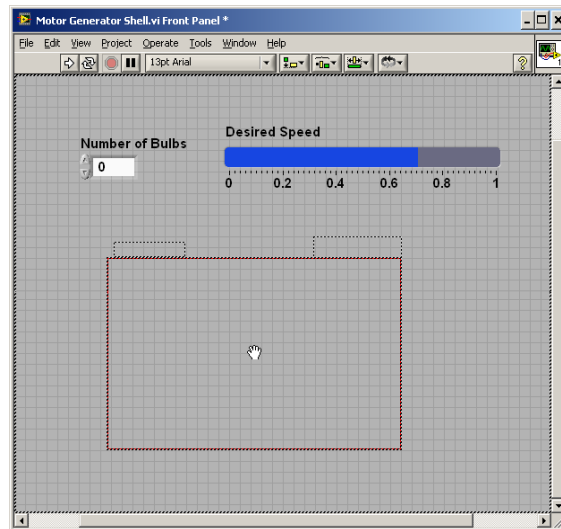 Motor Generator Shell.vi Front Panel *
File Edit View Project Operate Tools Window Help
13pt Arial
?
1
Desired Speed
Number of Bulbs
0
0 0.2 0.4 0.6 0.8 1